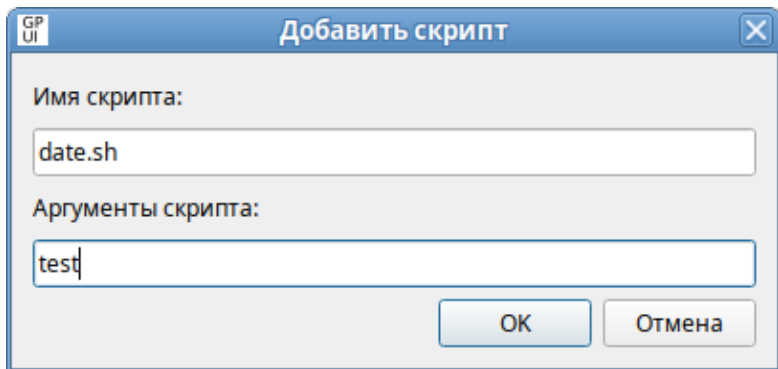 GP
UI
Добавить скрипт
Имя скрипта:
date.sh
Аргументы скрипта:
test
OK
Отмена